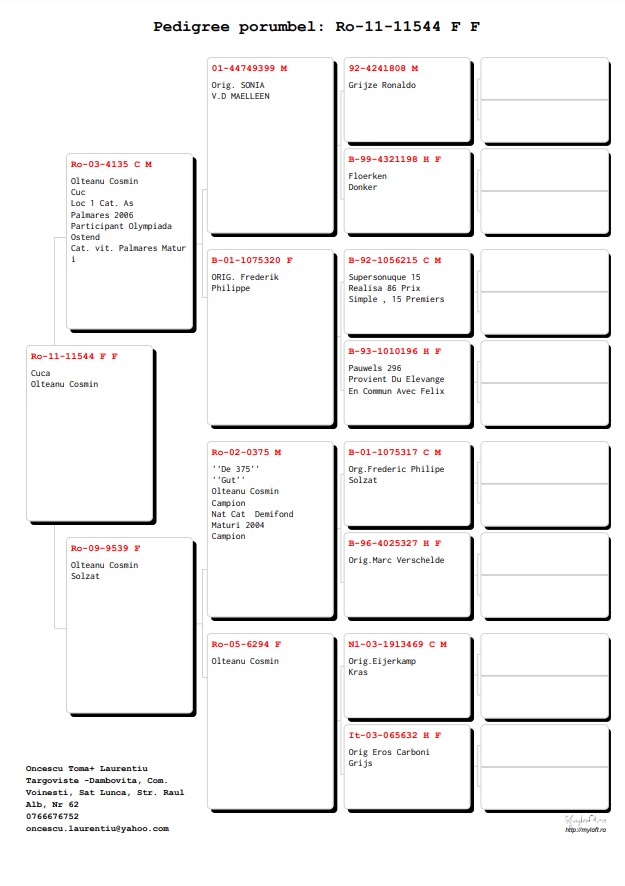 Pedigree porumbel: Ro-11-11544 F F
Ro-11-11544 F F
Cuca
Olteanu Cosmin
Ro-03-4135 C M
Olteanu Cosmin
Cuc
Loc 1 Cat. As
Palmares 2006
Participant Olympiada
Ostend
Cat. vit. Palmares Matur
i
Ro-09-9539 F
Olteanu Cosmin
Solzat
01-44749399 M
Orig. SONIA
V.D MAELLEEN
B-01-1075320 F
ORIG. Frederik
Philippe
Ro-02-0375 M
''De 375''
''Gut''
Olteanu Cosmin
Campion
Nat Cat  Demifond
Maturi 2004
Campion
Ro-05-6294 F
Olteanu Cosmin
92-4241808 M
Grijze Ronaldo
B-99-4321198 H F
Floerken
Donker
B-92-1056215 C M
Supersonuque 15
Realisa 86 Prix
Simple , 15 Premiers
B-93-1010196 H F
Pauwels 296
Provient Du Elevange
En Commun Avec Felix
B-01-1075317 C M
Org.Frederic Philipe
Solzat
B-96-4025327 H F
Orig.Marc Verschelde
Nl-03-1913469 C M
Orig.Eijerkamp
Kras
It-03-065632 H F
Orig Eros Carboni
Grijs
Oncescu Toma+ Laurentiu
Targoviste -Dambovita, Com.
Voinesti, Sat Lunca, Str. Raul
Alb, Nr 62
0766676752
oncescu.laurentiu@yahoo.com
http://myloft.ro